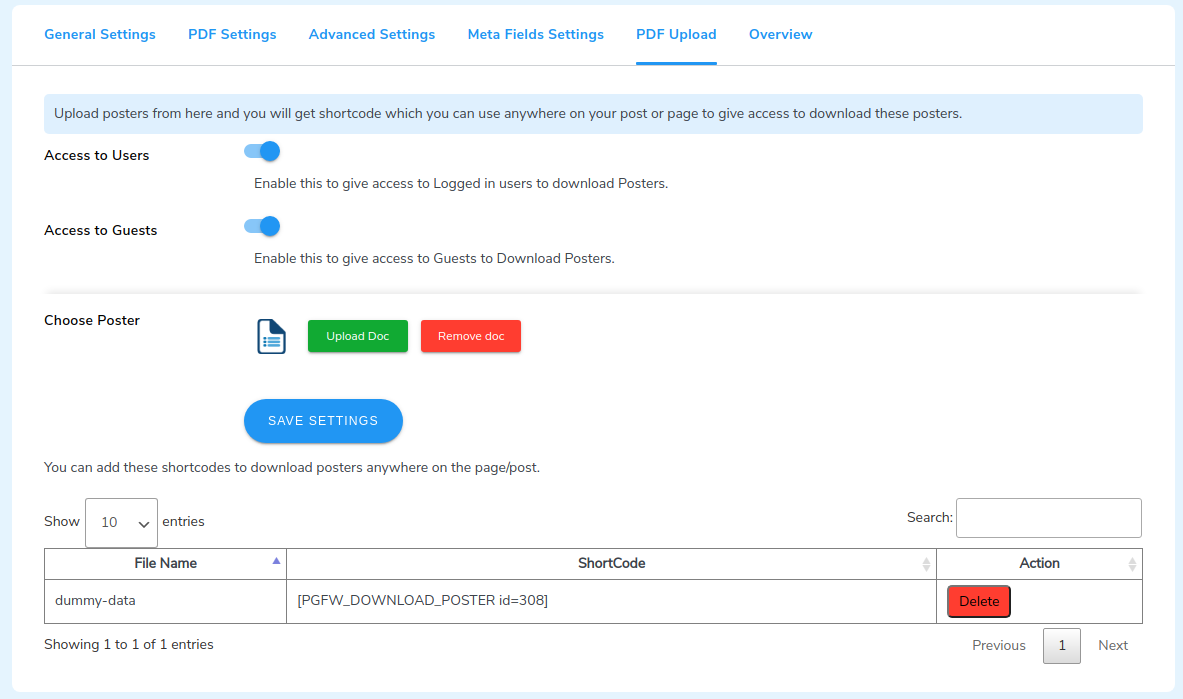 General Settings PDF Settings Advanced Settings Meta Fields Settings PDF Upload Overview
Upload posters from here and you will get shortcode which you can use anywhere on your post or page to give access to download these posters.
Access to Users
Enable this to give access to Logged in users to download Posters.
Access to Guests
Enable this to give access to Guests to Download Posters.
Choose Poster Upload Doc Remove doc
SAVE SETTINGS
You can add these shortcodes to download posters anywhere on the page/post.
Show 10 entries Search:
File Name ShortCode Action
dummy-data [PGFW_DOWNLOAD_POSTER id=308] Delete
Showing 1 to 1 of 1 entries Previous 1 Next